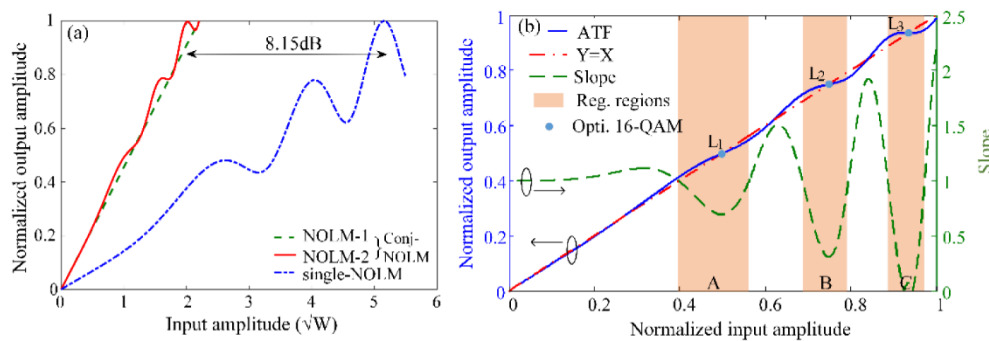 (a)
8.15dB
Normalized output amplitude
1
0.8
0.6
0.4
0.2
0
NOLM-1
NOLM-2
}Conj-
NOLM
single-NOLM
0 1 2 3 4 5 6
Input amplitude (√W)
(b)
ATF
Y=X
Slope
Reg. regions
Opti. 16-QAM
L1
L2
L3
Normalized output amplitude
1
0.8
0.6
0.4
0.2
0
2.5
2
1.5
1
0.5
0
Slope
A B C
0 0.2 0.4 0.6 0.8 1
Normalized input amplitude